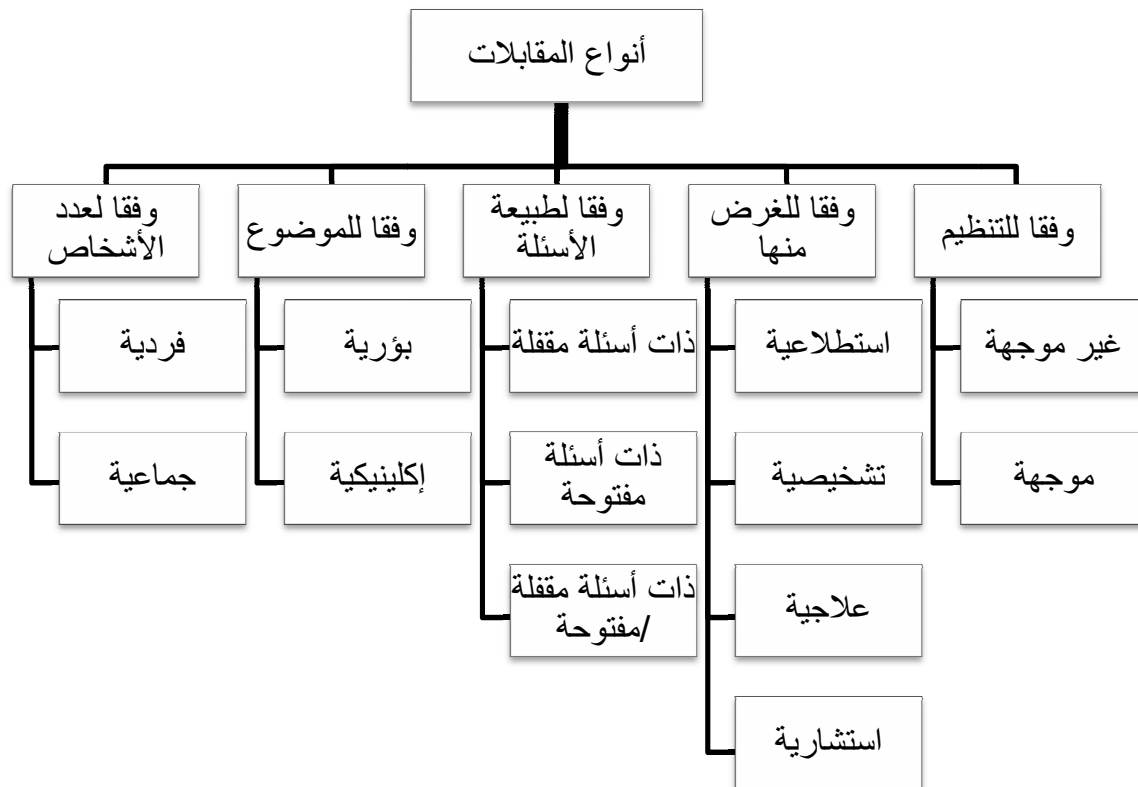 أنواع المقابلات
وفقا للتنظيم
غير موجهة
موجهة
وفقا للغرض
منها
استطلاعية
تشخيصية
علاجية
استشارية
وفقا لطبيعة
الأسئلة
ذات أسئلة مقفلة
ذات أسئلة
مفتوحة
ذات أسئلة مقفلة
/مفتوحة
وفقا للموضوع
بؤرية
إكلينيكية
وفقا لعدد
الأشخاص
فردية
جماعية